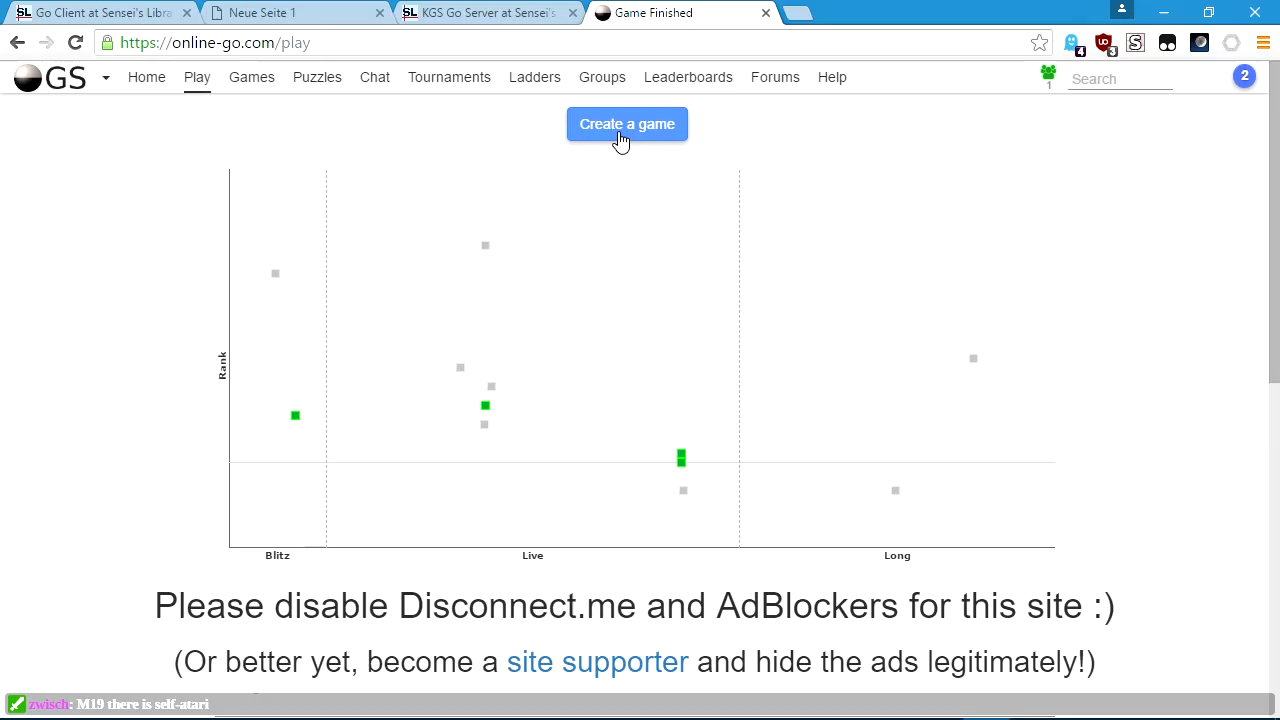 Go Client at Sensei's Libra
Neue Seite 1
KGS Go Server at Sensei's
Game Finished
https://online-go.com/play
4
3
GS
Home
Play
Games
Puzzles
Chat
Tournaments
Ladders
Groups
Leaderboards
Forums
Help
1
Search
2
Create a game
Rank
Blitz
Live
Long
Please disable Disconnect.me and AdBlockers for this site :)
(Or better yet, become a site supporter and hide the ads legitimately!)
zwisch: M19 there is self-atari